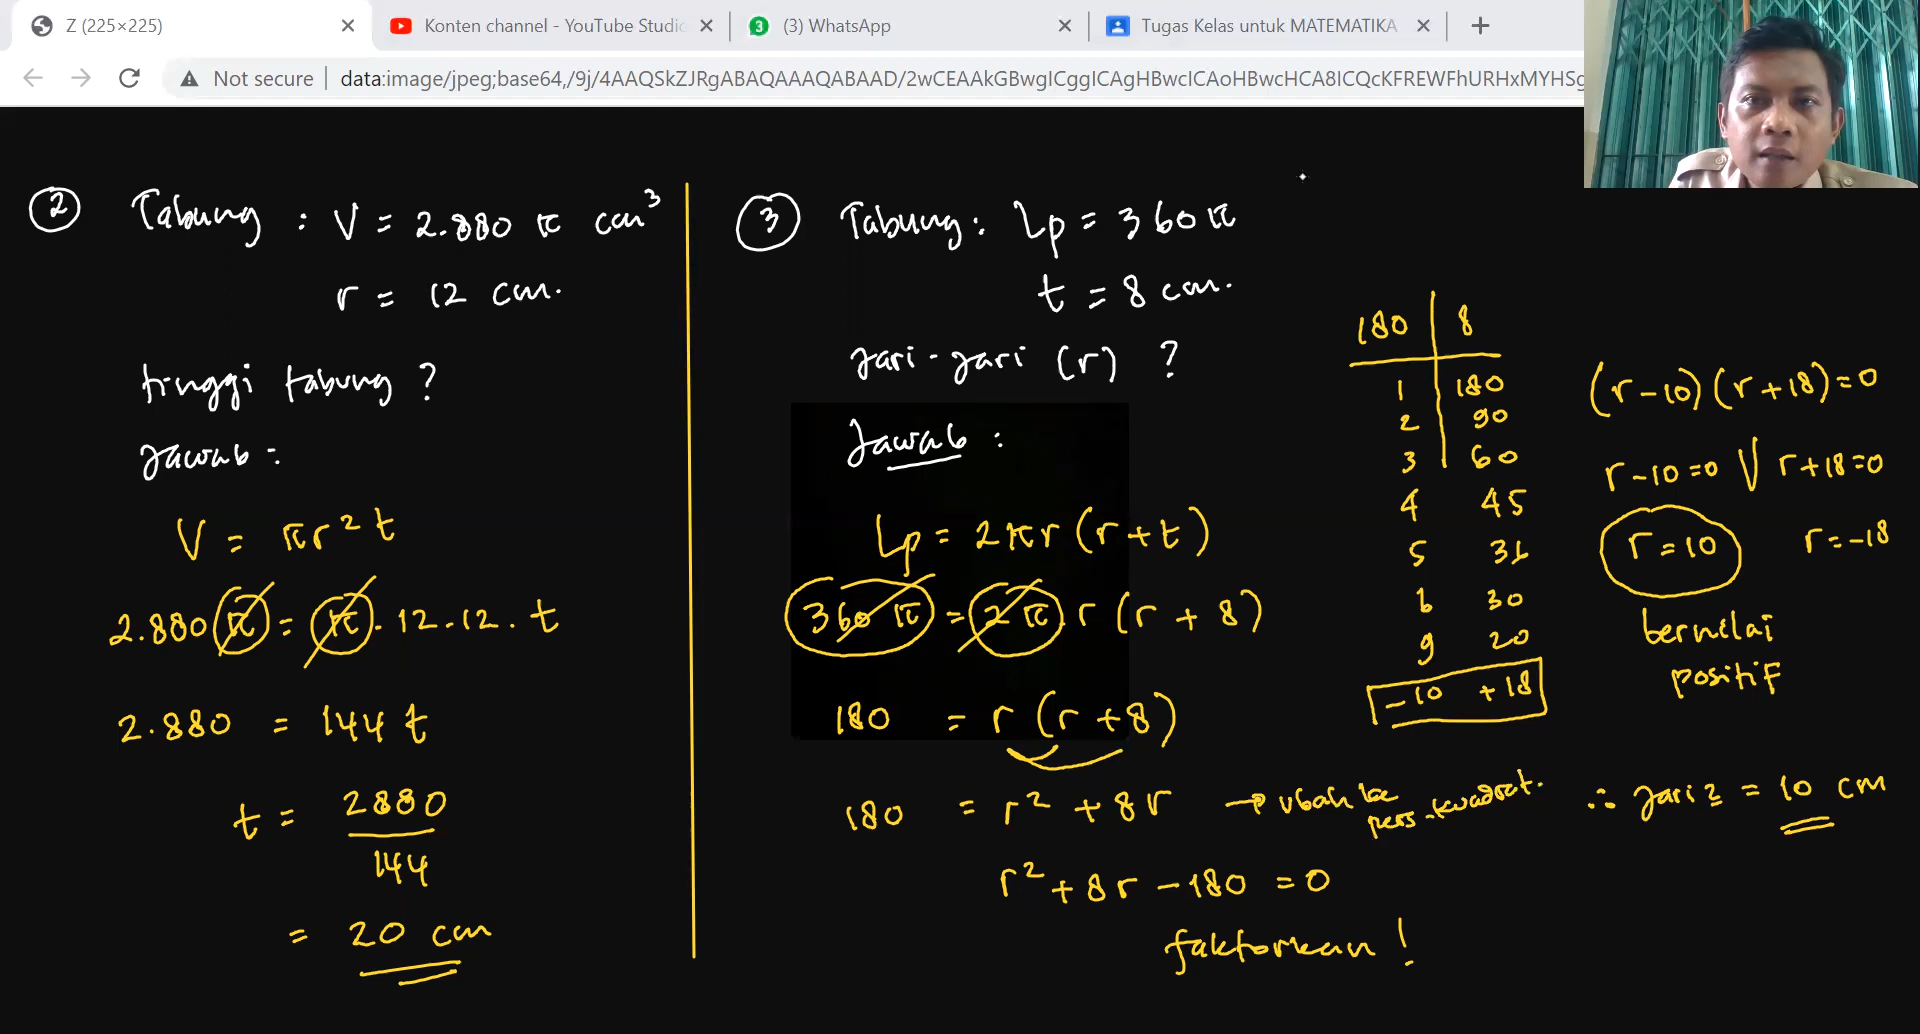 Z (225×225)
Konten channel - YouTube Studio
(3) WhatsApp
Tugas Kelas untuk MATEMATIKA
Not secure
data:image/jpeg;base64,/9j/4AAQSkZJRgABAQAAAQABAAD/2wCEAAkGBwgICggICAgHBwcICAoHBwcHCA8ICQcKFREWFhURHxMYHSg
2 Tabung : V = 2.880 π cm³
r = 12 cm.
tinggi tabung ?
Jawab :
V = πr² t
2.880 π = π . 12 . 12 . t
2.880 = 144 t
t = 2880
144
= 20 cm
3 Tabung : Lp = 360 π
t = 8 cm.
Jari - jari (r) ?
Jawab :
Lp = 2πr (r + t)
360 π = 2 π . r (r + 8)
180 = r (r + 8)
180 = r² + 8r → ubah ke
pers. kuadrat.
r² + 8r - 180 = 0
faktorkan !
180 | 8
1 | 180
2 | 90
3 | 60
4 45
5 36
6 30
9 20
-10 +18
(r - 10) (r + 18) = 0
r - 10 = 0 V r + 18 = 0
r = 10 r = -18
bernilai
positif
∴ Jari2 = 10 cm